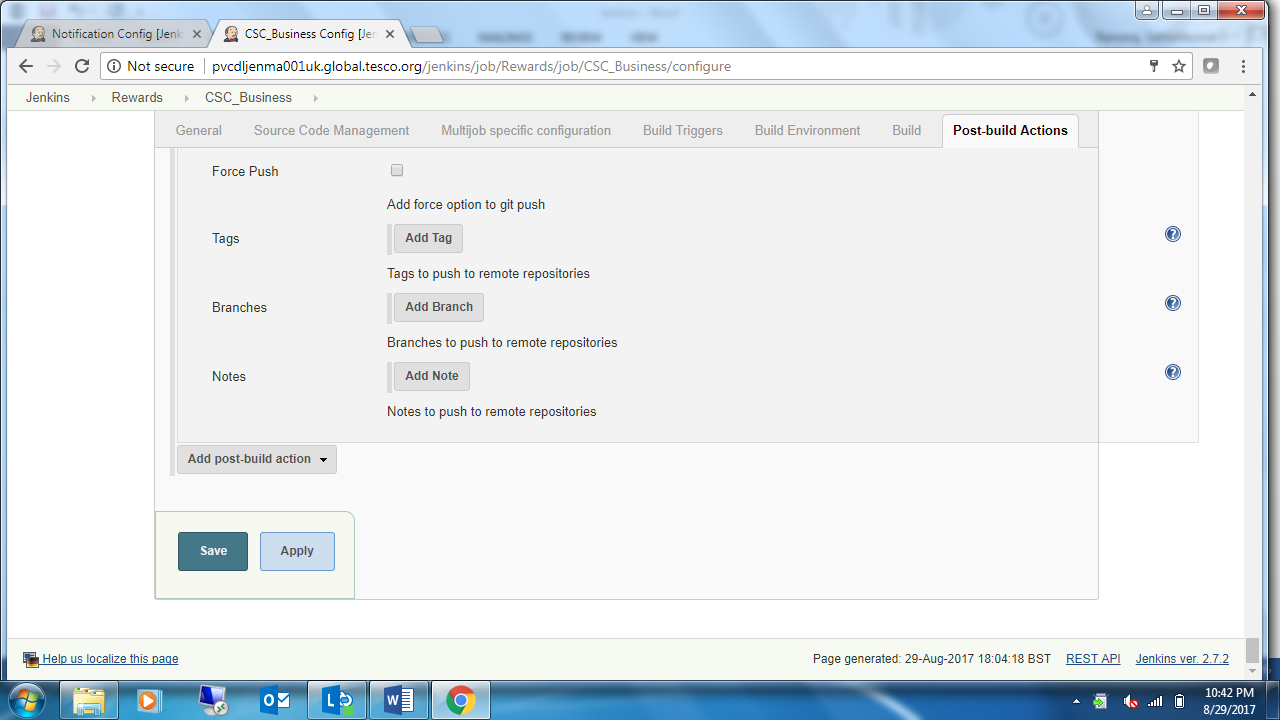 Notification Config [Jenk
CSC_Business Config [Jen
Not secure
pvcdljenma001uk.global.tesco.org/jenkins/job/Rewards/job/CSC_Business/configure
Jenkins
Rewards
CSC_Business
General
Source Code Management
Multijob specific configuration
Build Triggers
Build Environment
Build
Post-build Actions
Force Push
Add force option to git push
Tags
Add Tag
Tags to push to remote repositories
Branches
Add Branch
Branches to push to remote repositories
Notes
Add Note
Notes to push to remote repositories
Add post-build action
Save
Apply
Help us localize this page
Page generated: 29-Aug-2017 18:04:18 BST
REST API
Jenkins ver. 2.7.2
10:42 PM
8/29/2017